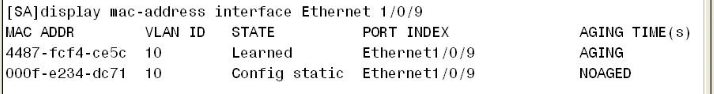 [SA]display mac-address interface Ethernet 1/0/9
MAC ADDR VLAN ID STATE PORT INDEX AGING TIME(s)
4487-fcf4-ce5c 10 Learned Ethernet1/0/9 AGING
000f-e234-dc71 10 Config static Ethernet1/0/9 NOAGED